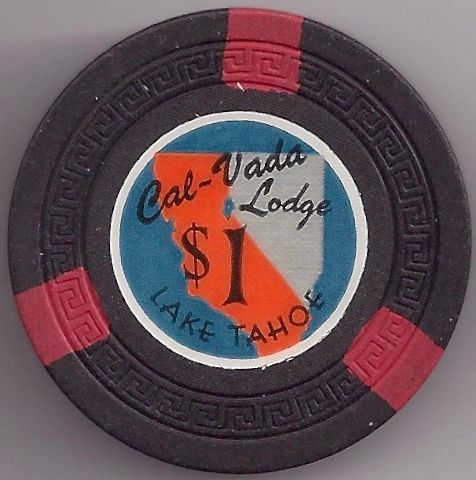 Cal-Vada
Lodge
$1
LAKE TAHOE